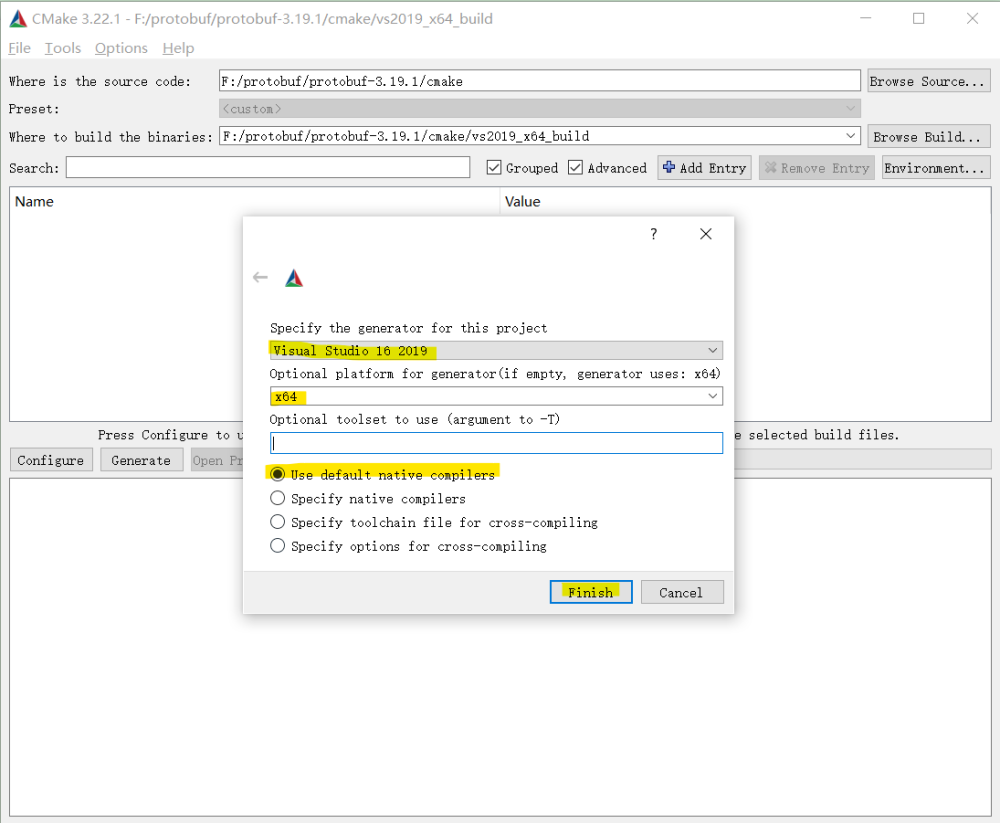 CMake 3.22.1 - F:/protobuf/protobuf-3.19.1/cmake/vs2019_x64_build
File Tools Options Help
Where is the source code: F:/protobuf/protobuf-3.19.1/cmake Browse Source...
Preset: <custom>
Where to build the binaries: F:/protobuf/protobuf-3.19.1/cmake/vs2019_x64_build Browse Build...
Search: Grouped Advanced Add Entry Remove Entry Environment...
Name Value
?
Specify the generator for this project
Visual Studio 16 2019
Optional platform for generator(if empty, generator uses: x64)
x64
Optional toolset to use (argument to -T)
Press Configure to u e selected build files.
Configure Generate Open Pr
Use default native compilers
Specify native compilers
Specify toolchain file for cross-compiling
Specify options for cross-compiling
Finish Cancel